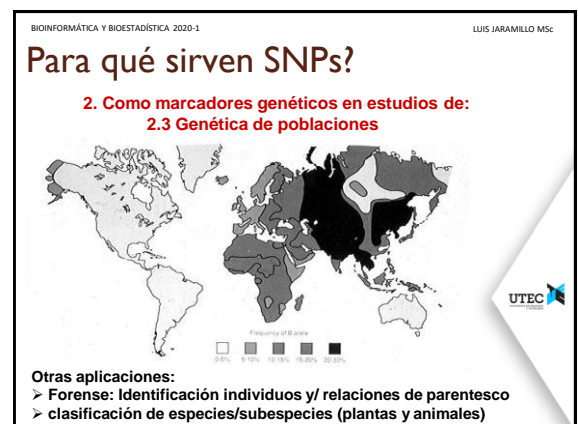 BIOINFORMÁTICA Y BIOESTADÍSTICA 2020-1
LUIS JARAMILLO MSc
Para qué sirven SNPs?
2. Como marcadores genéticos en estudios de:
2.3 Genética de poblaciones
Frequency of B allele
0-5% 5-10% 10-15% 15-20% 20-30%
UTEC
Otras aplicaciones:
➢ Forense: Identificación individuos y/ relaciones de parentesco
➢ clasificación de especies/subespecies (plantas y animales)